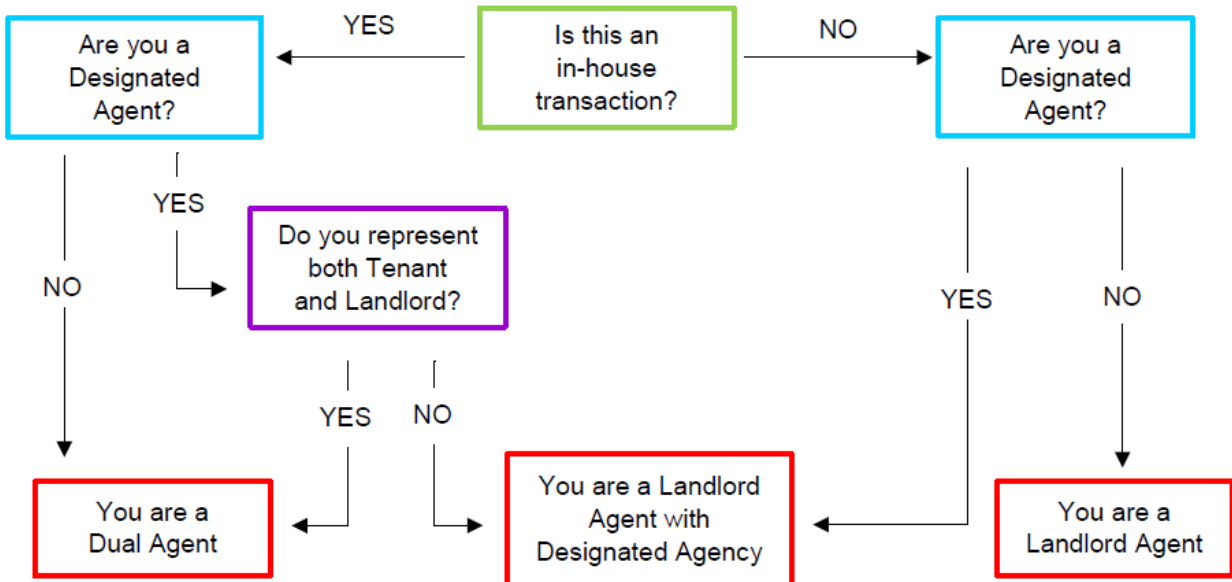 Are you a
Designated
Agent?
YES
Is this an
in-house
transaction?
NO
Are you a
Designated
Agent?
YES
NO
Do you represent
both Tenant
and Landlord?
YES
NO
YES
NO
You are a
Dual Agent
You are a Landlord
Agent with
Designated Agency
You are a
Landlord Agent